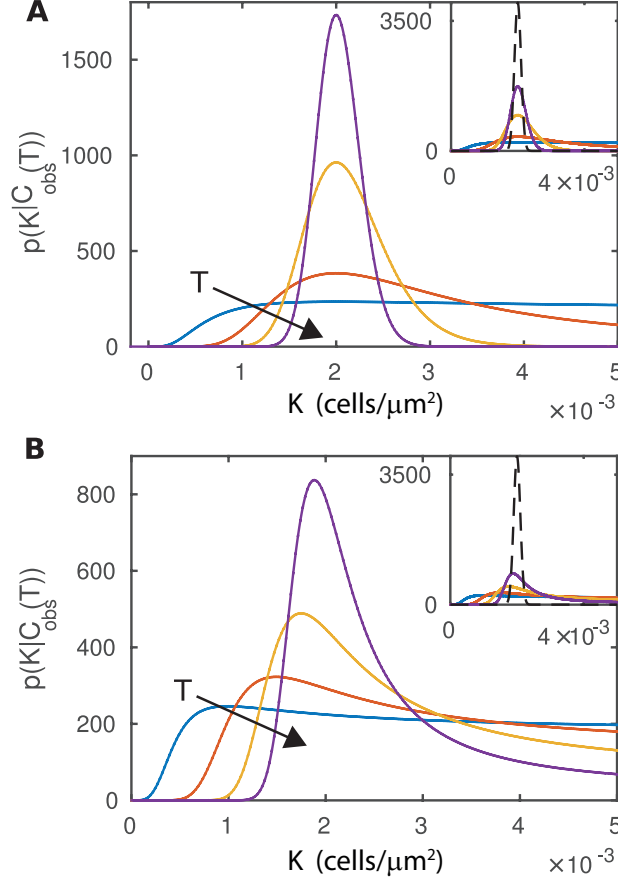 A
1500
1000
500
0
p(K|C_obs(T))
T
0 1 2 3 4 5
K (cells/μm²)
×10⁻³
3500
0
0 4×10⁻³
B
800
600
400
200
0
p(K|C_obs(T))
T
0 1 2 3 4 5
K (cells/μm²)
×10⁻³
3500
0
0 4×10⁻³